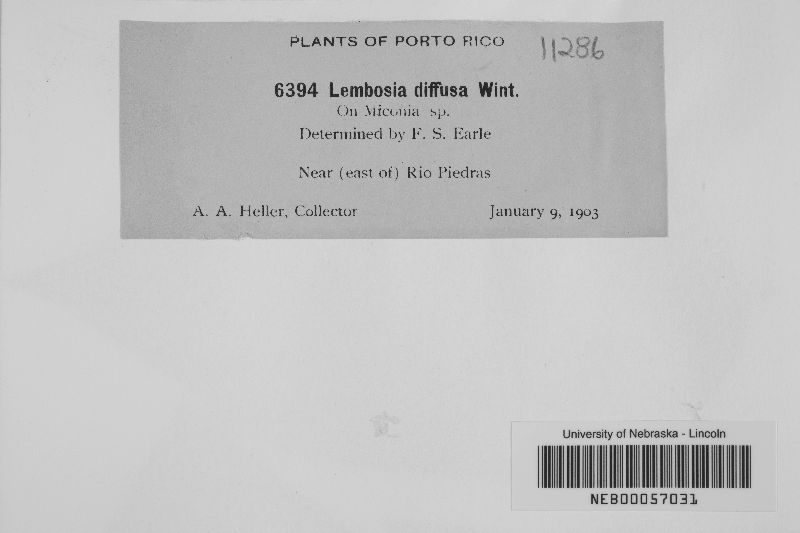 PLANTS OF PORTO RICO 11286
6394 Lembosia diffusa Wint.
On Miconia sp.
Determined by F. S. Earle
Near (east of) Rio Piedras
A. A. Heller, Collector January 9, 1903
University of Nebraska - Lincoln
NEB00057031